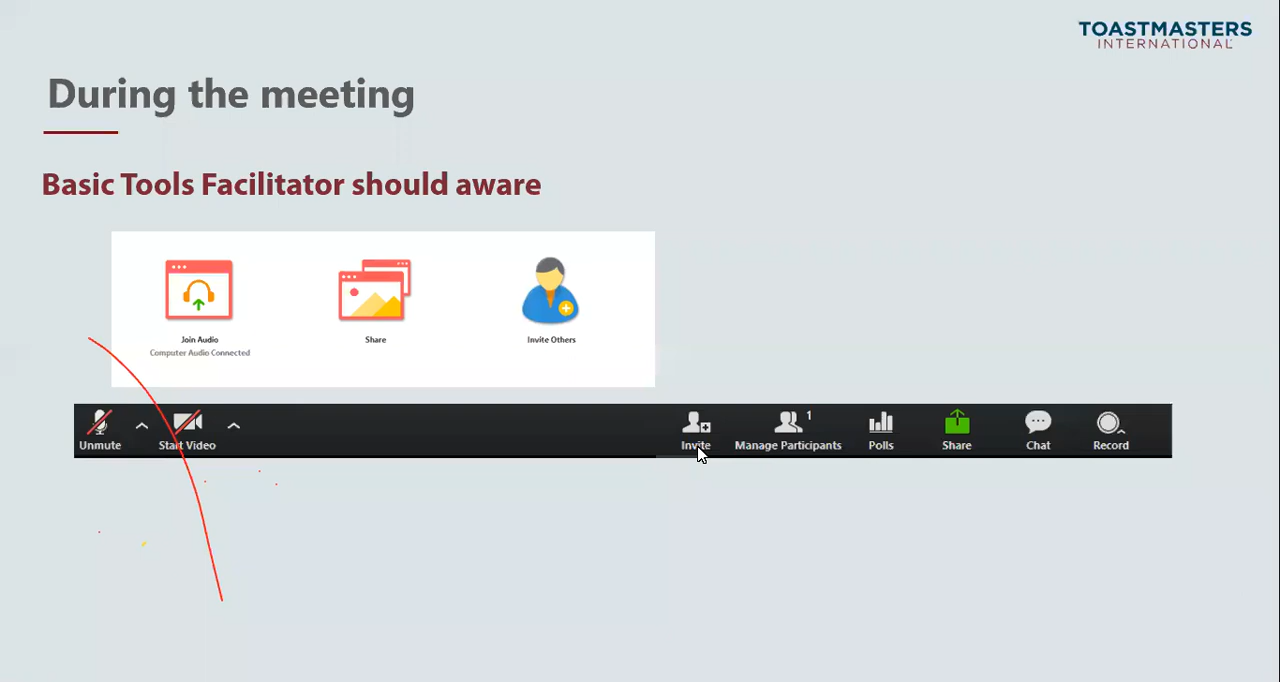 TOASTMASTERS
INTERNATIONAL
During the meeting
Basic Tools Facilitator should aware
Join Audio
Computer Audio Connected
Share
Invite Others
Unmute
Start Video
Invite
1
Manage Participants
Polls
Share
Chat
Record